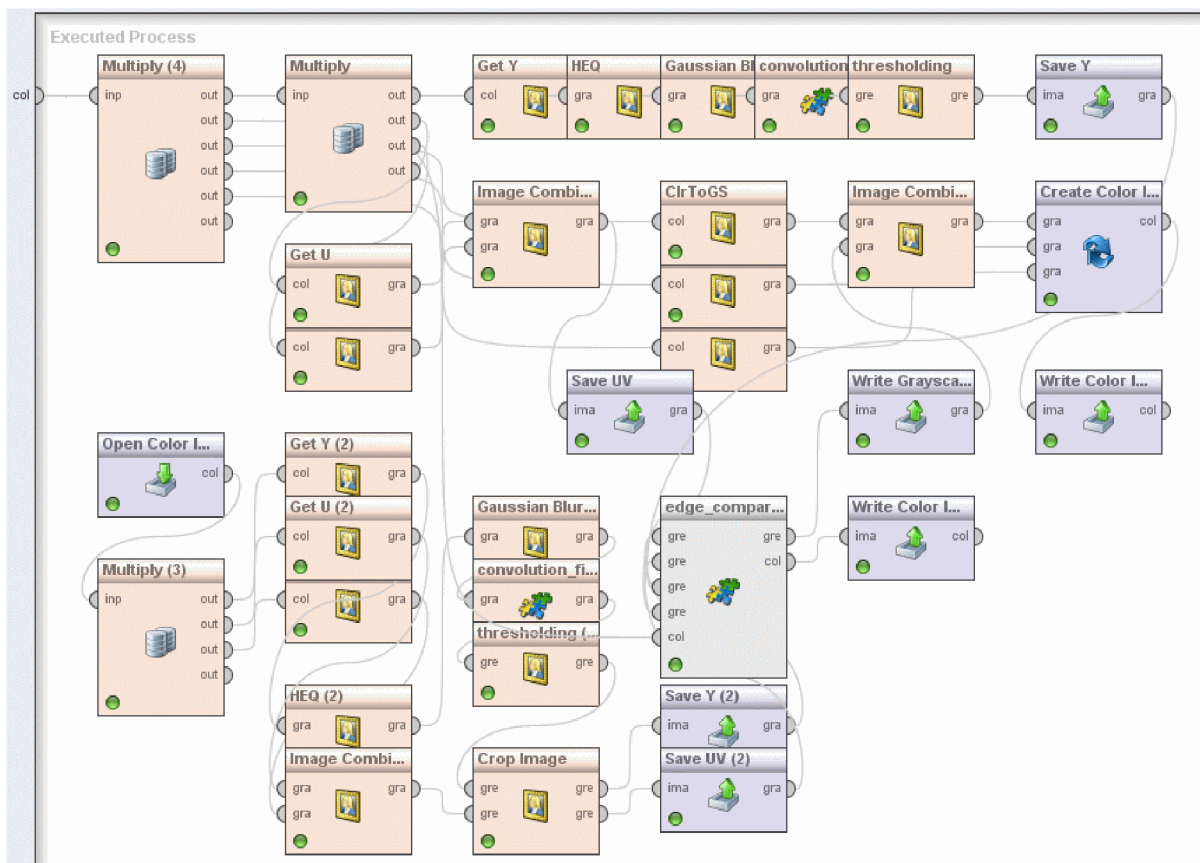 Executed Process
Multiply (4)
Multiply
Get Y
HEQ
Gaussian Bl
convolution
thresholding
Save Y
col
inp
out
inp
out
col
gra
gra
gra
gre
gre
ima
gra
out
out
out
out
out
out
out
out
Image Combi...
ClrToGS
Image Combi...
Create Color I...
gra
gra
col
gra
gra
gra
gra
col
gra
gra
gra
gra
Get U
col
gra
col
gra
col
gra
col
gra
Save UV
Write Graysca...
Write Color I...
ima
gra
ima
gra
ima
col
Open Color I...
col
Get Y (2)
col
gra
Get U (2)
col
gra
col
gra
Gaussian Blur...
gra
gra
convolution_fi...
gra
gra
thresholding (...
gre
gre
edge_compar...
gre
gre
gre
col
gre
gre
col
Write Color I...
ima
col
Multiply (3)
inp
out
out
out
out
HEQ (2)
gra
gra
Image Combi...
gra
gra
gra
Crop Image
gre
gre
gre
gre
Save Y (2)
ima
gra
Save UV (2)
ima
gra